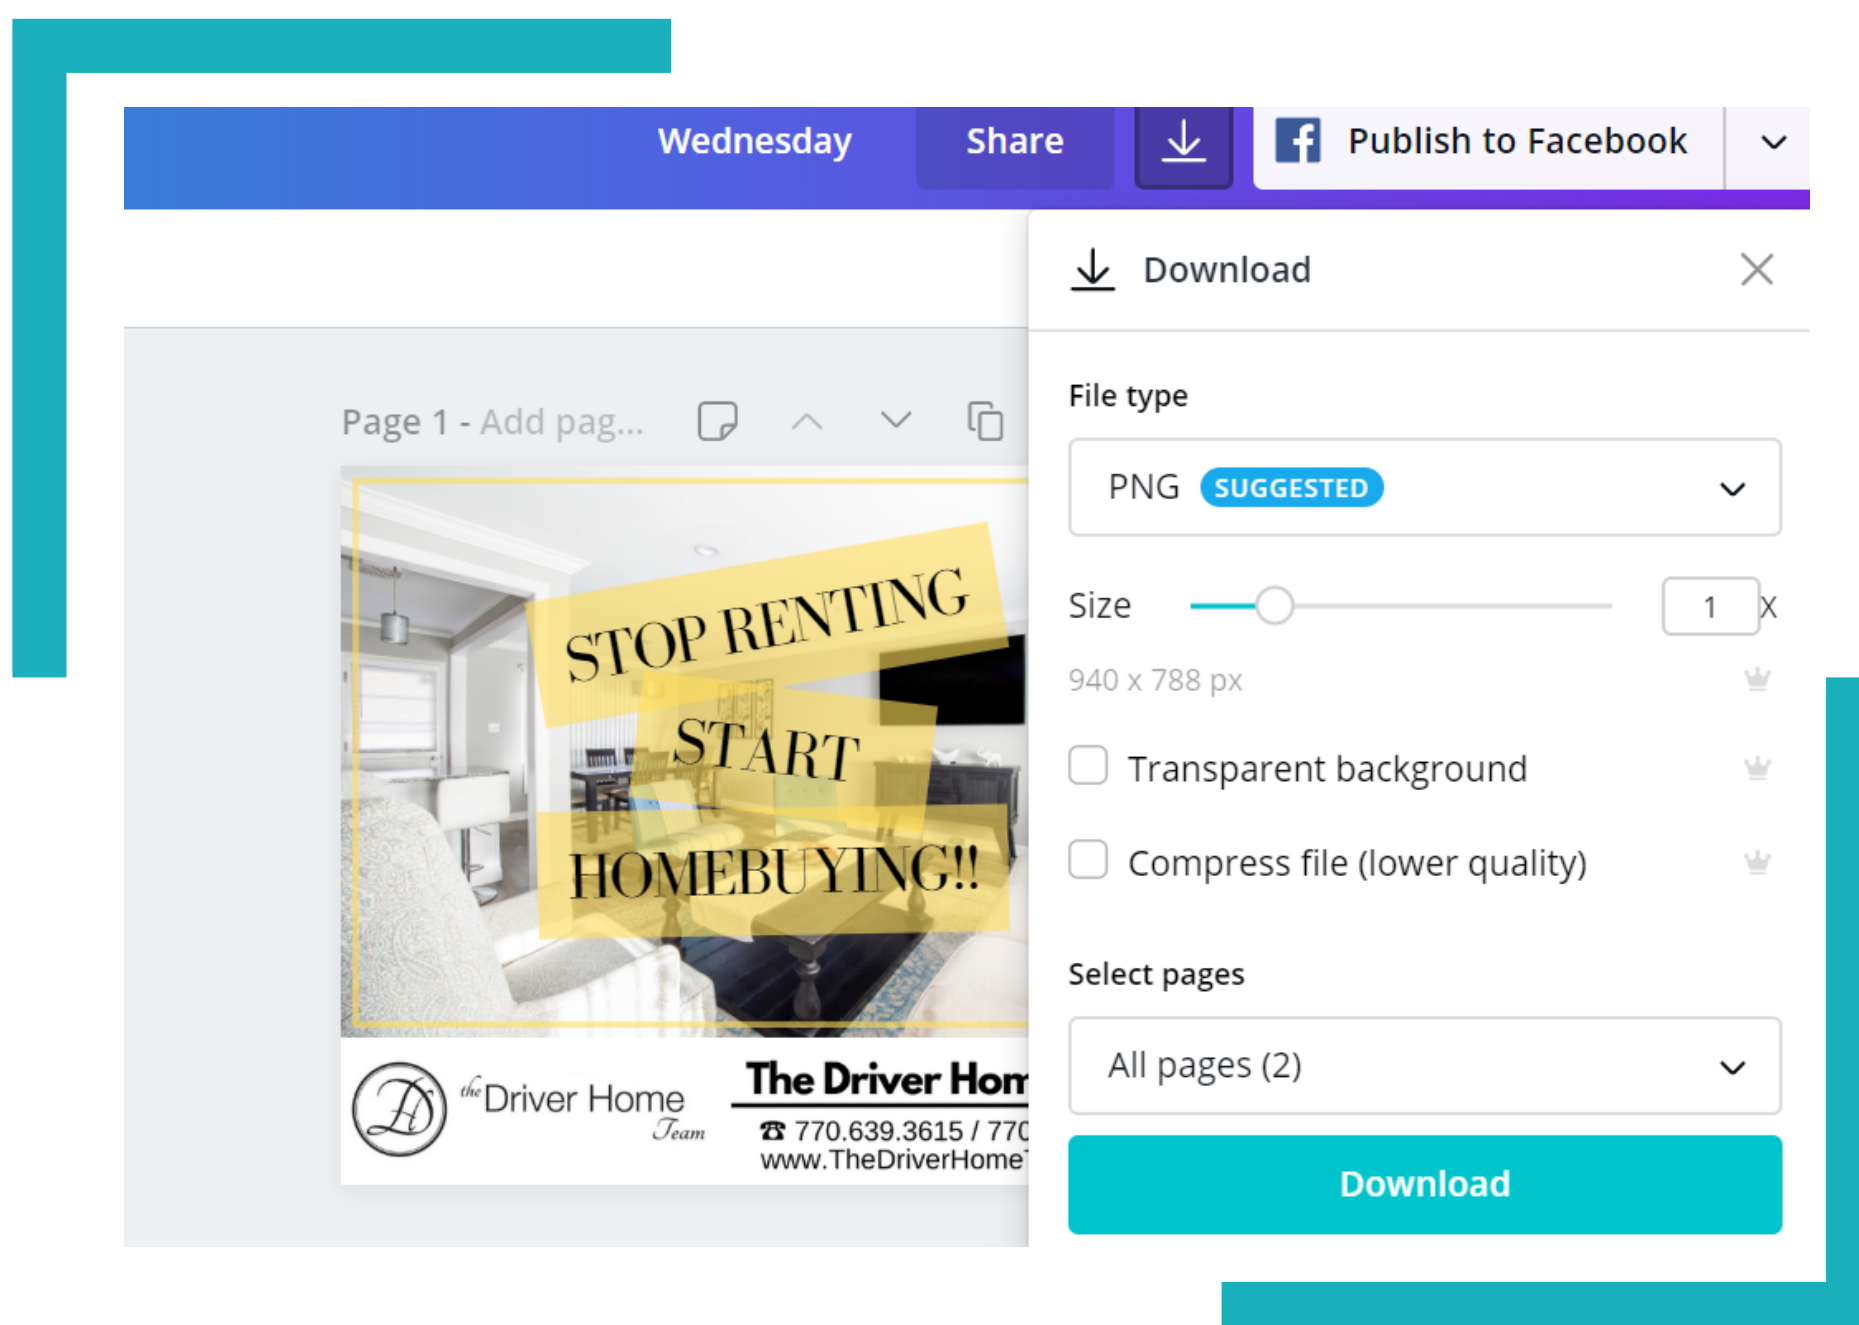 Wednesday
Share
Publish to Facebook
Download
File type
PNG SUGGESTED
Size 1 X
940 x 788 px
Transparent background
Compress file (lower quality)
Select pages
All pages (2)
Download
Page 1 - Add pag...
STOP RENTING
START
HOMEBUYING!!
the Driver Home
Team
The Driver Hom
☎ 770.639.3615 / 770
www.TheDriverHomeT